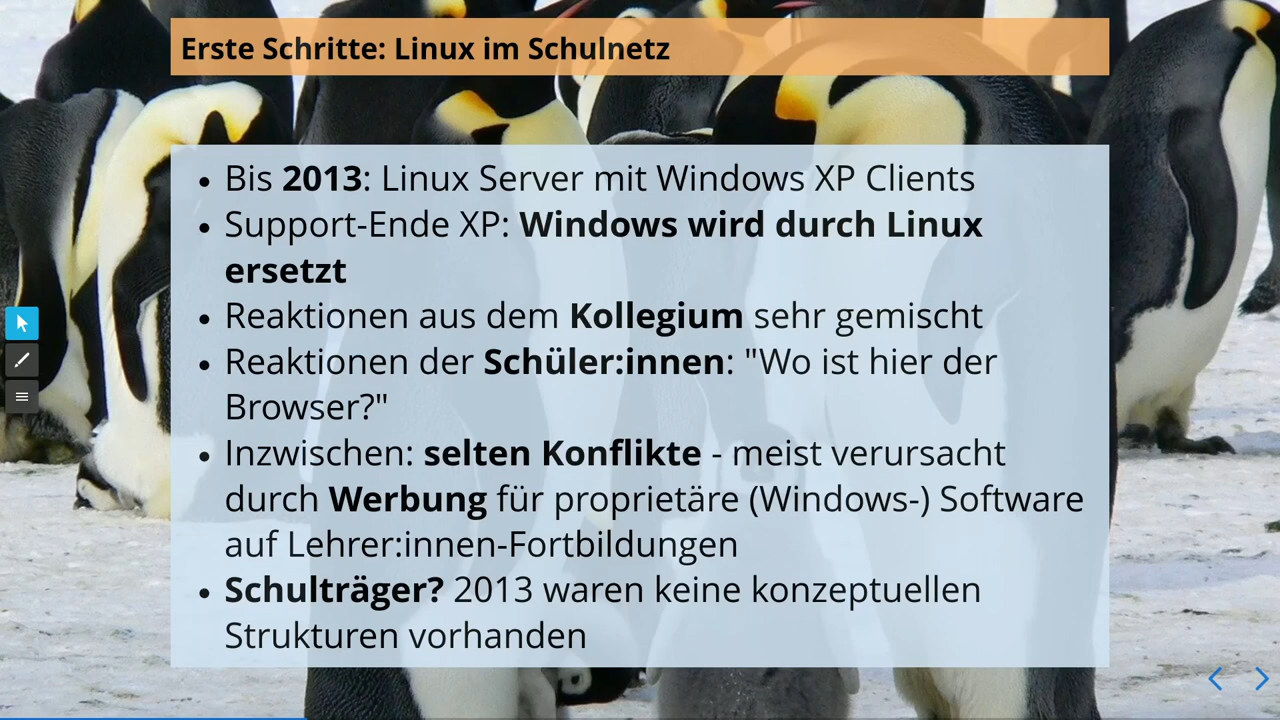 Erste Schritte: Linux im Schulnetz
• Bis 2013: Linux Server mit Windows XP Clients
• Support-Ende XP: Windows wird durch Linux
ersetzt
• Reaktionen aus dem Kollegium sehr gemischt
• Reaktionen der Schüler:innen: "Wo ist hier der
Browser?"
• Inzwischen: selten Konflikte - meist verursacht
durch Werbung für proprietäre (Windows-) Software
auf Lehrer:innen-Fortbildungen
• Schulträger? 2013 waren keine konzeptuellen
Strukturen vorhanden